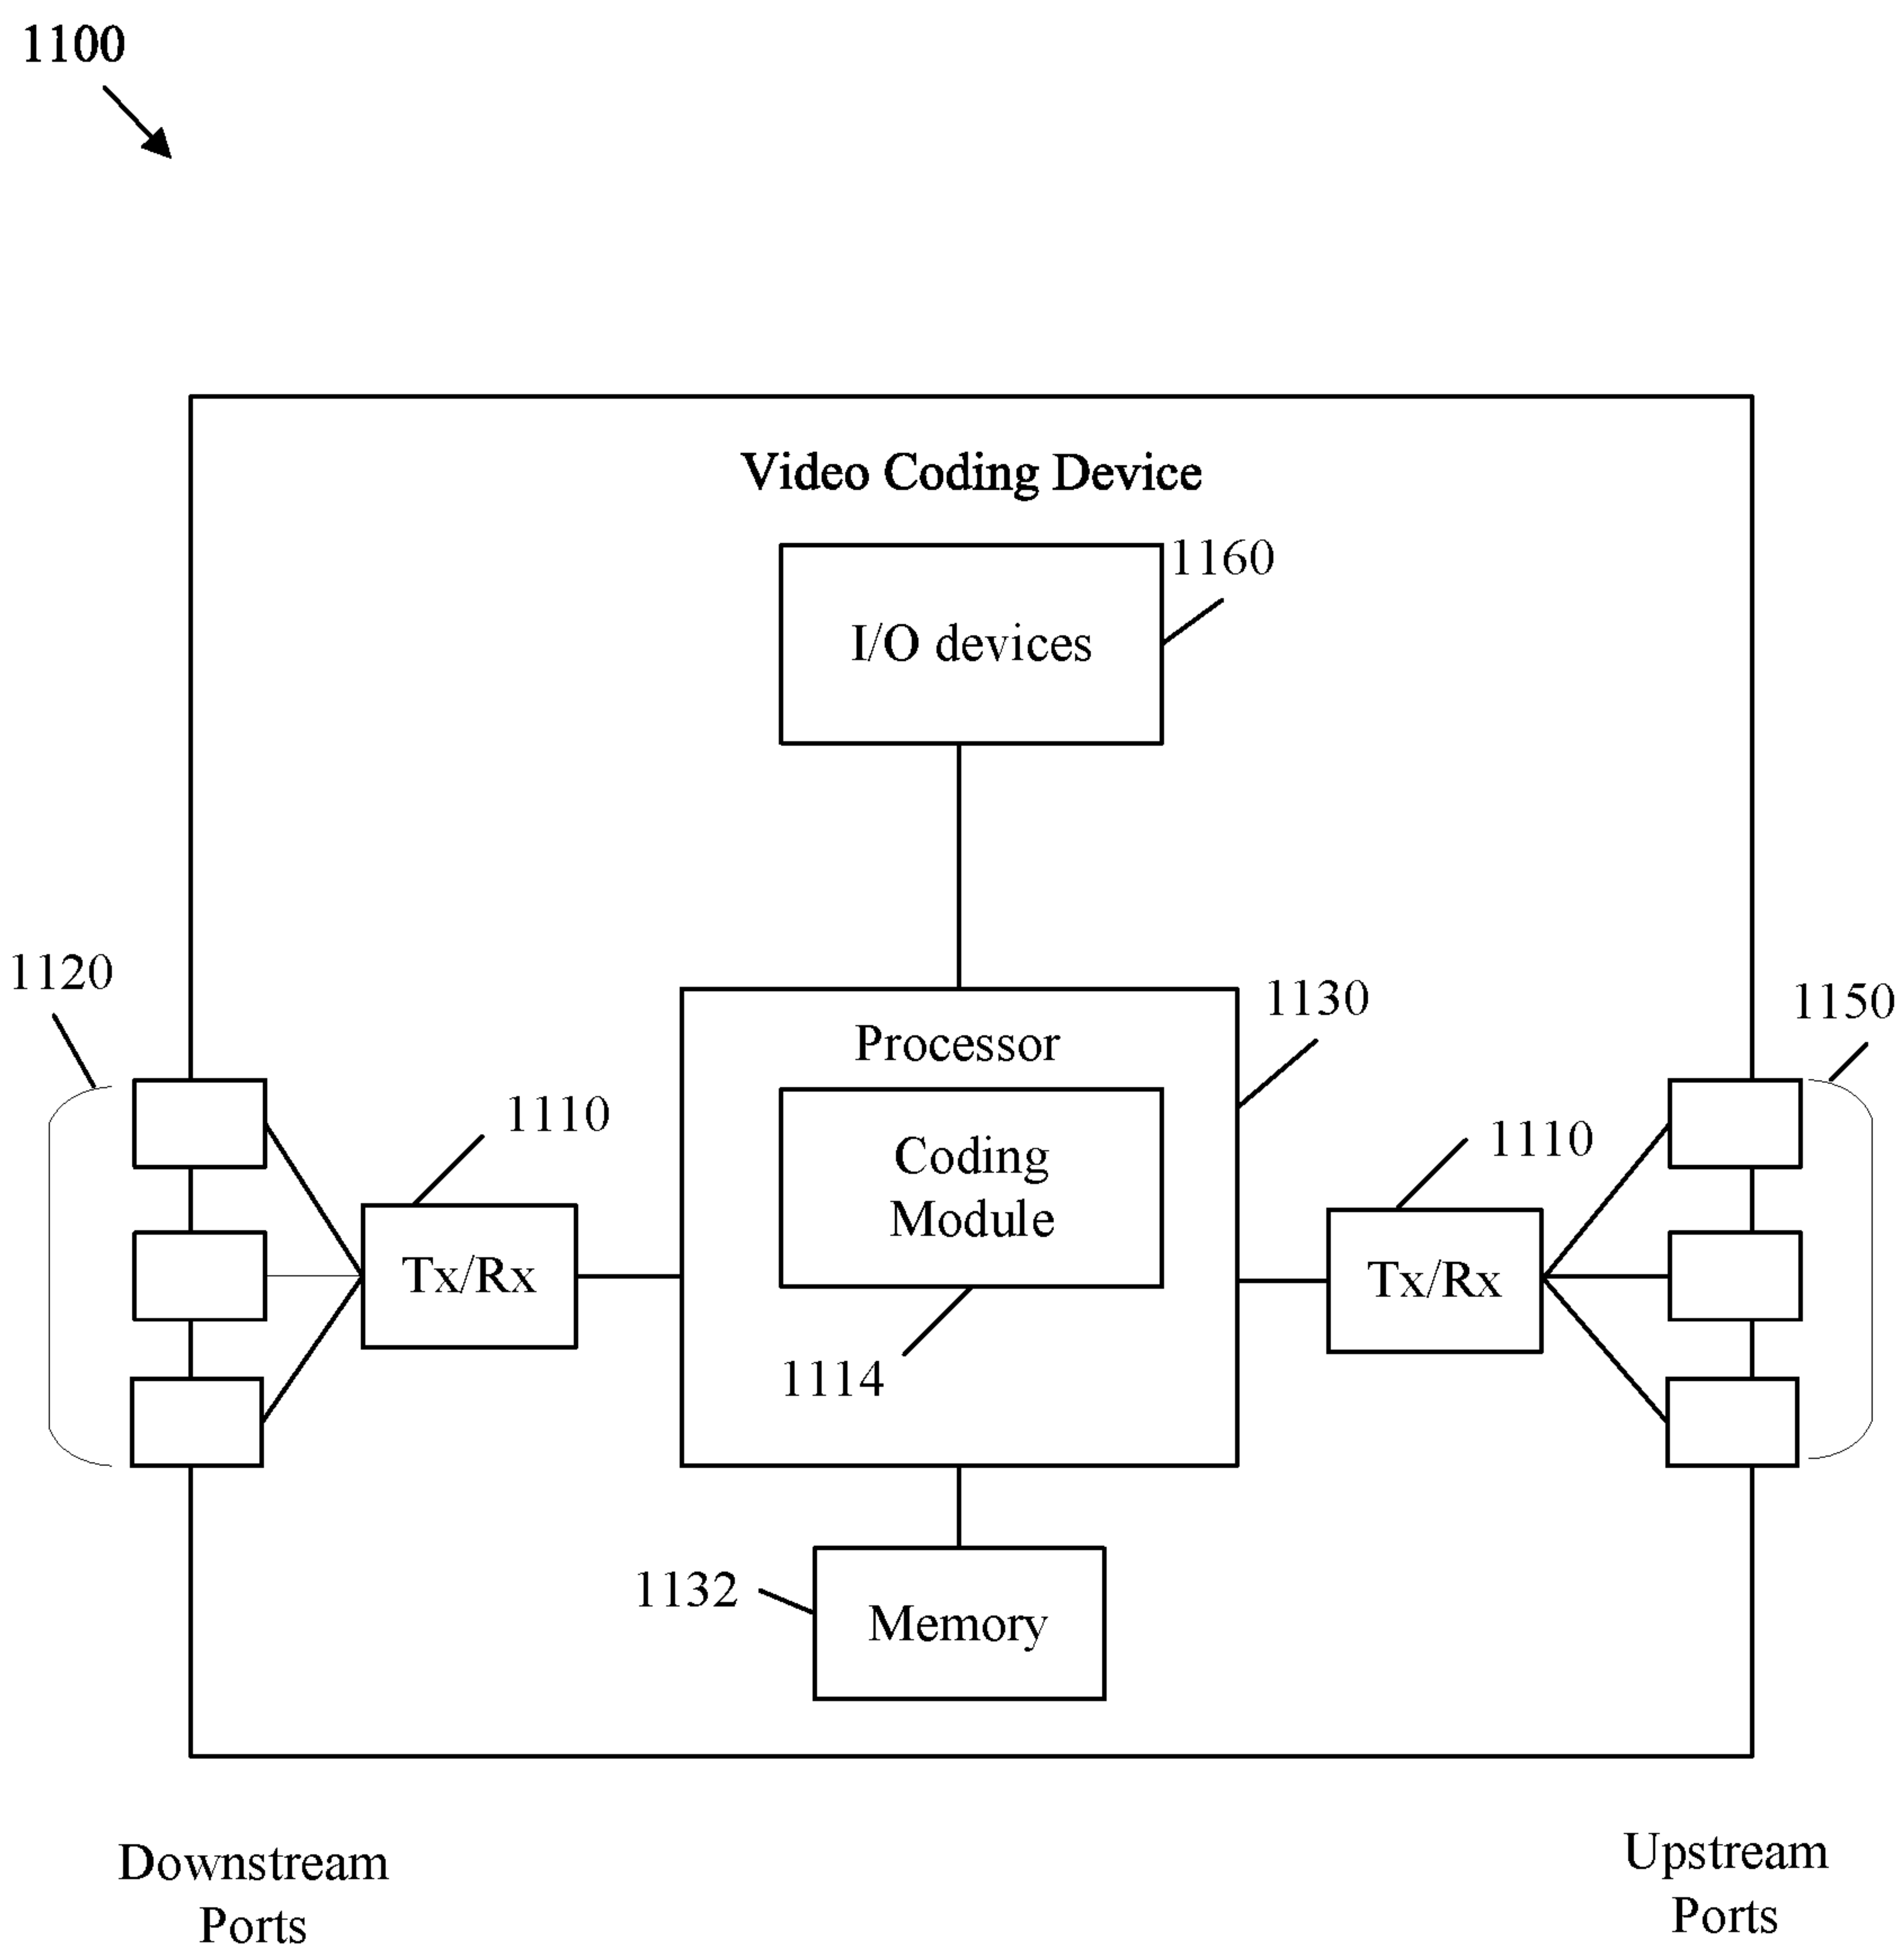 1100
Video Coding Device
1160
I/O devices
1120
1130
1150
Processor
1110
1110
Coding
Module
Tx/Rx
Tx/Rx
1114
1132
Memory
Downstream
Ports
Upstream
Ports